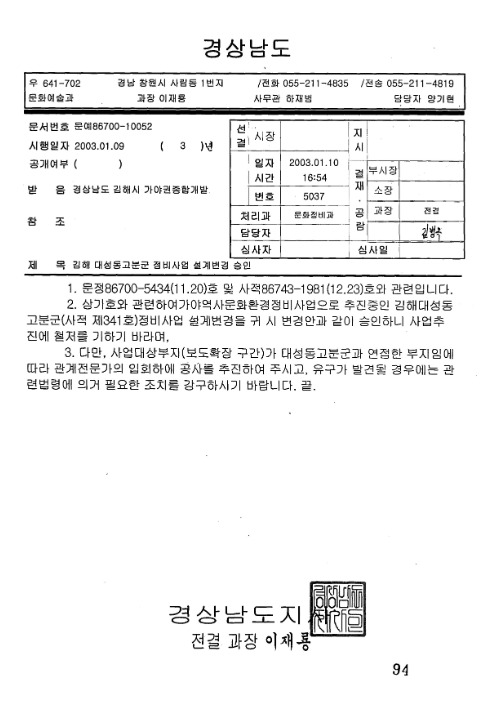 경상남도
우 641-702 경남 창원시 사림동 1번지 /전화 055-211-4835 /전송 055-211-4819
문화예술과 과장 이재룡 사무관 하재범 담당자 양기현
문서번호 문예86700-10052
시행일자 2003.01.09 ( 3 )년
공개여부 ( )
받 음 경상남도 김해시 가야권종합개발
참 조
선결 시장 지시
일자 2003.01.10
시간 16:54
번호 5037
결재·공람
부시장
소장
처리과 문화정비과 과장 전결
담당자
심사자 심사일
제 목 김해 대성동고분군 정비사업 설계변경 승인
1. 문정86700-5434(11.20)호 및 사적86743-1981(12.23)호와 관련입니다.
2. 상기호와 관련하여가야역사문화환경정비사업으로 추진중인 김해대성동
고분군(사적 제341호)정비사업 설계변경을 귀 시 변경안과 같이 승인하니 사업추
진에 철저를 기하기 바라며,
3. 다만, 사업대상부지(보도확장 구간)가 대성동고분군과 연접한 부지임에
따라 관계전문가의 입회하에 공사를 추진하여 주시고, 유구가 발견될 경우에는 관
련법령에 의거 필요한 조치를 강구하시기 바랍니다. 끝.
경상남도지
전결 과장 이재룡
94